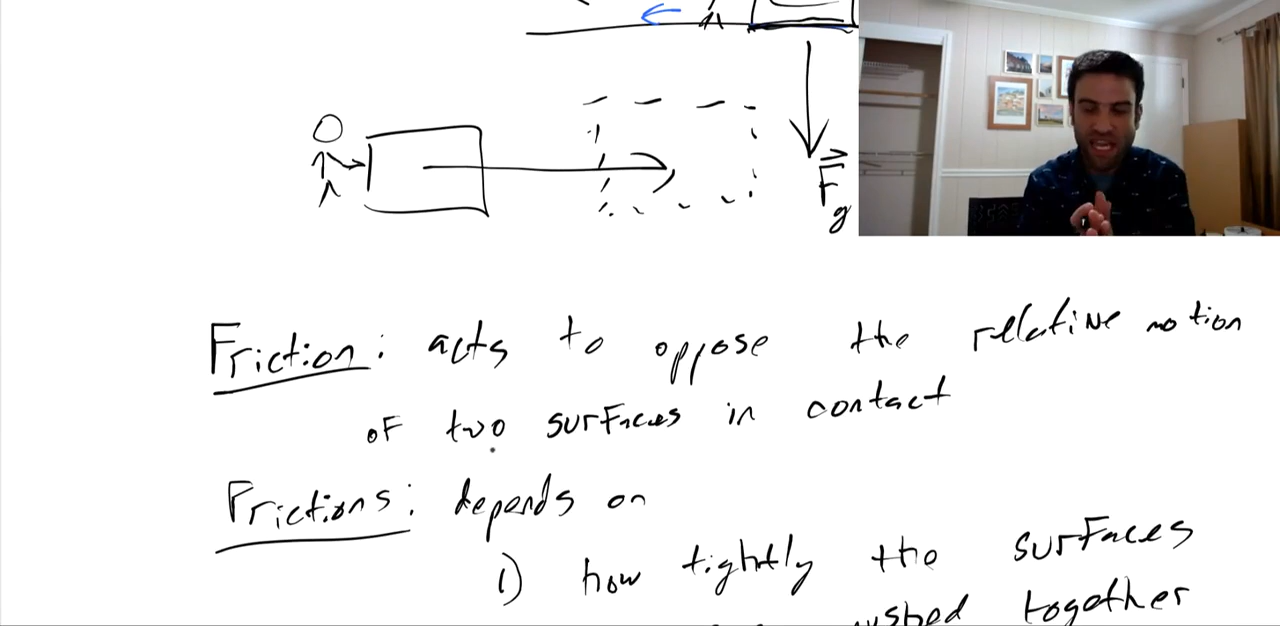 F g
Friction: acts to oppose the relative motion
of two surfaces in contact
Frictions: depends on
1) how tightly the surfaces
together